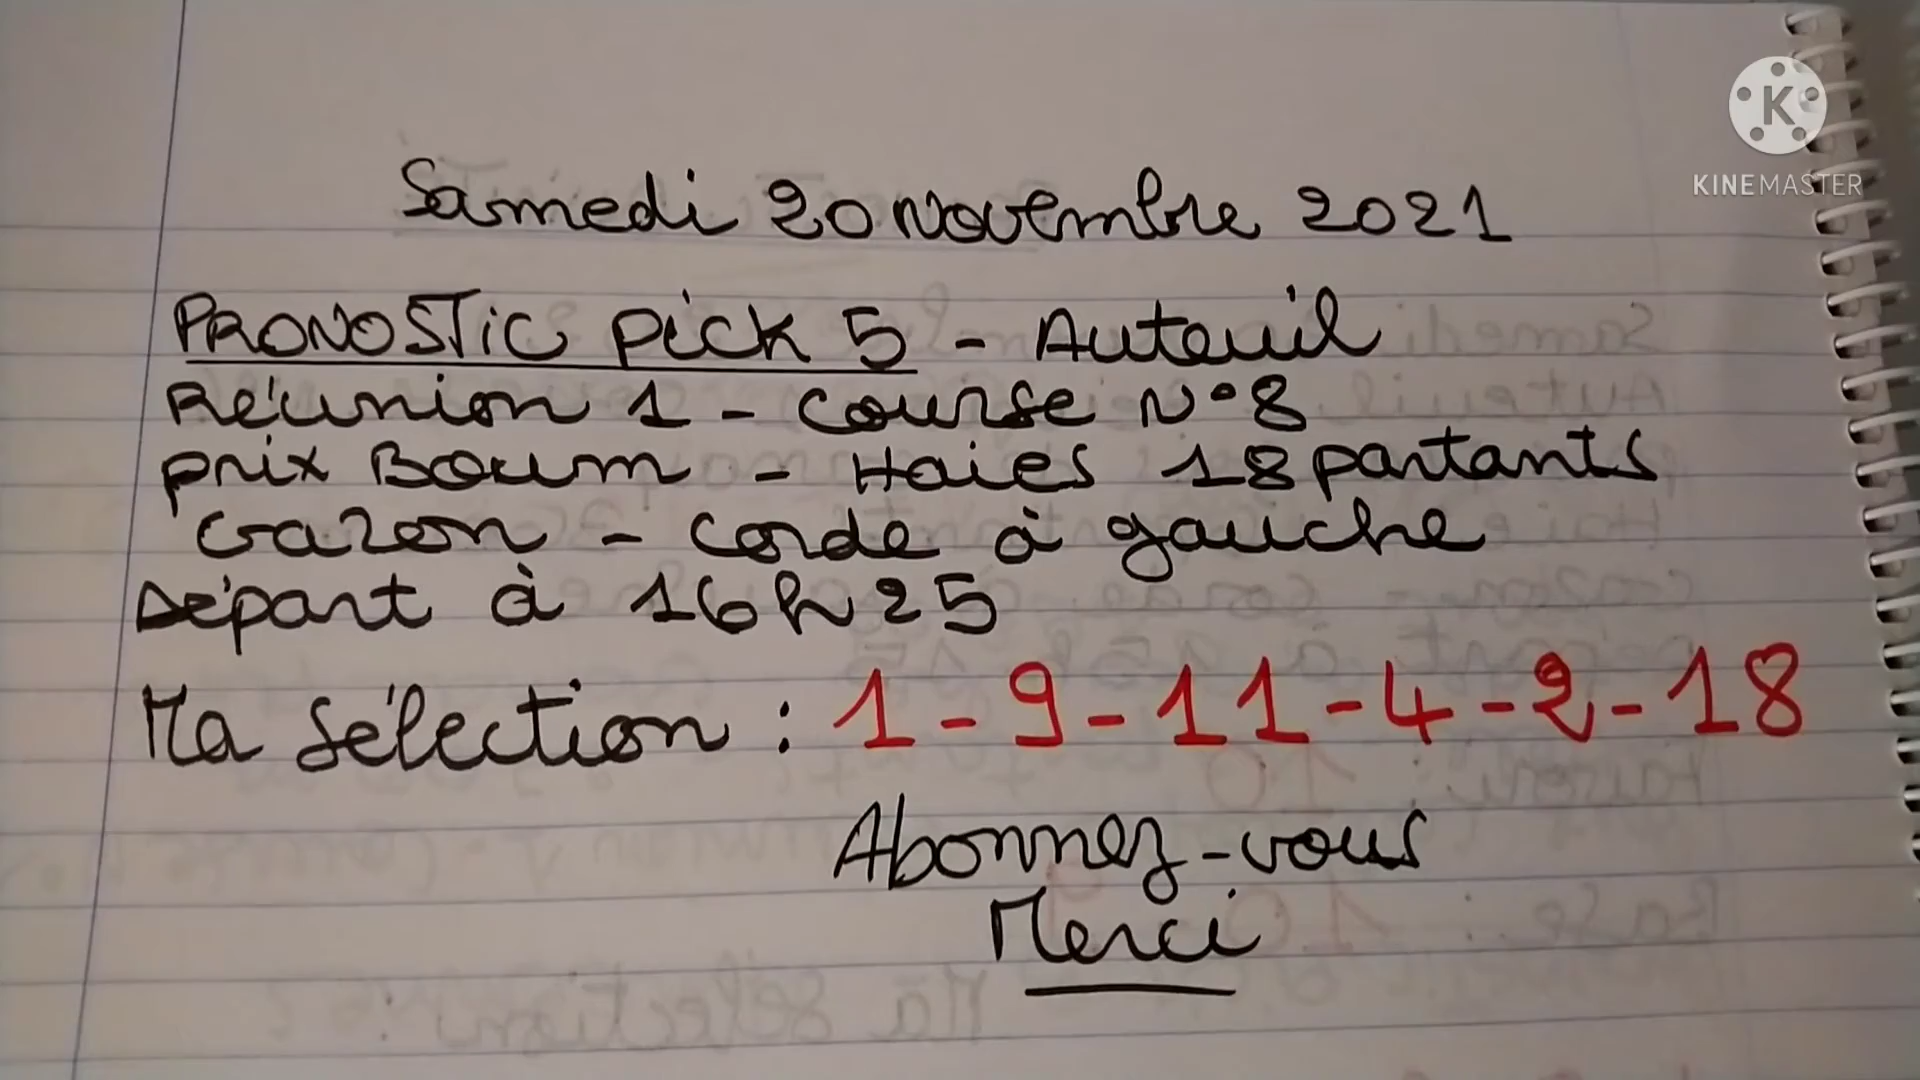 K
KINEMASTER
Samedi 20 novembre 2021
PRONOSTIC PICK 5 - Auteuil
Réunion 1 - course N°8
prix Boum - Haies 18 partants
Gazon - corde à gauche
Départ à 16h25
Ma sélection : 1-9-11-4-2-18
Abonnez-vous
Merci